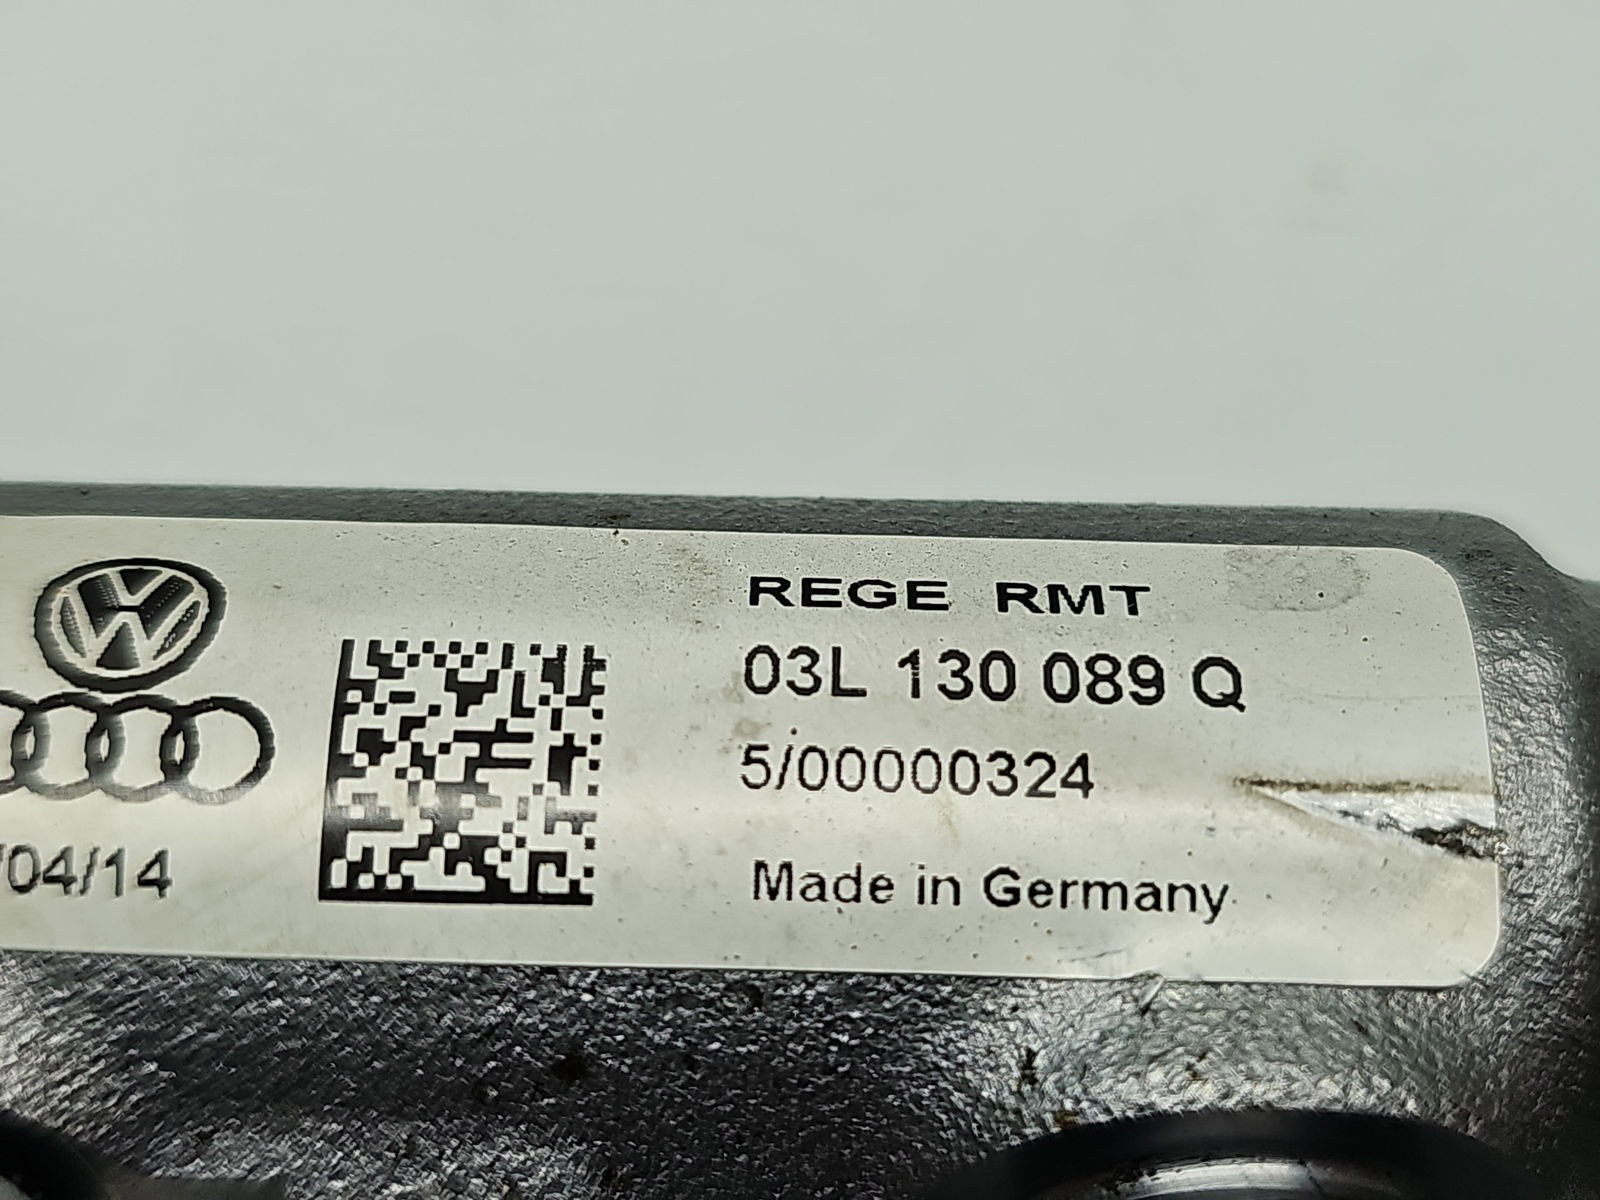 REGE RMT
03L 130 089 Q
5/00000324
/04/14
Made in Germany